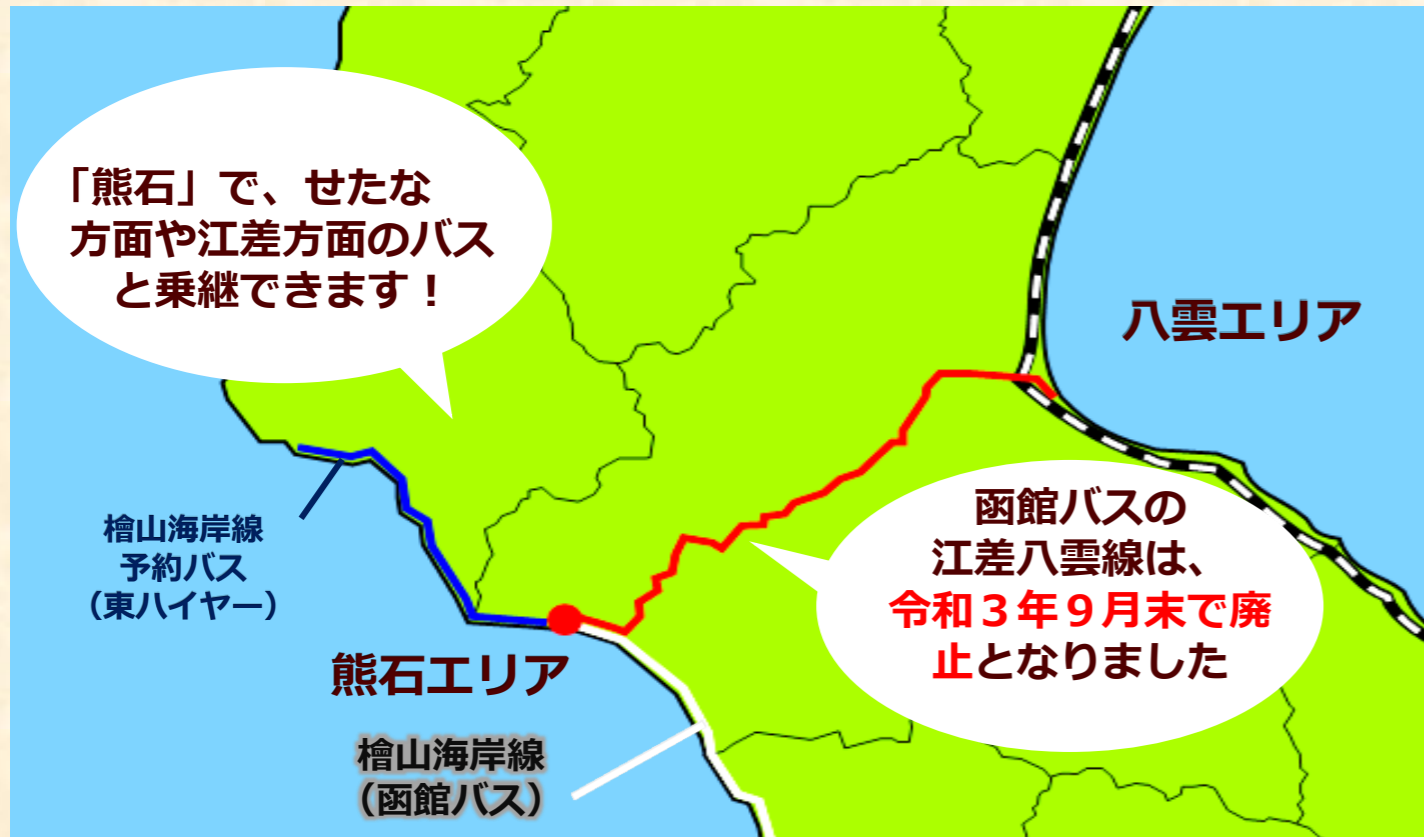 「熊石」で、せたな
方面や江差方面のバス
と乗継できます！
八雲エリア
檜山海岸線
予約バス
（東ハイヤー）
函館バスの
江差八雲線は、
令和３年９月末で廃
止となりました
熊石エリア
檜山海岸線
（函館バス）